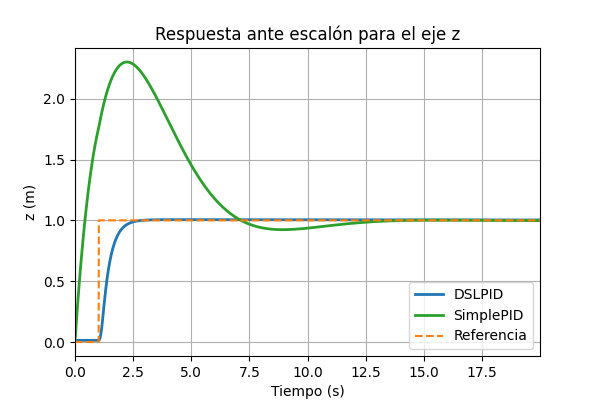 Respuesta ante escalón para el eje z
z (m)
2.0
1.5
1.0
0.5
0.0
DSLPID
SimplePID
Referencia
0.0 2.5 5.0 7.5 10.0 12.5 15.0 17.5
Tiempo (s)